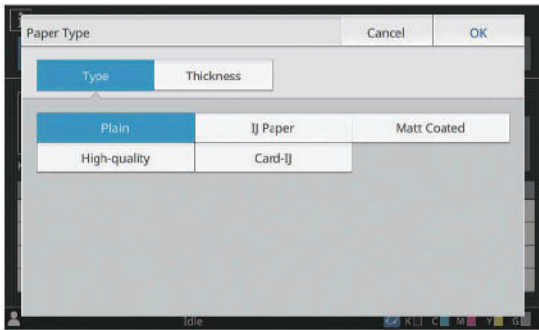 Paper Type Cancel OK
Type Thickness
Plain IJ Paper Matt Coated
High-quality Card-IJ
Idle K C M Y G